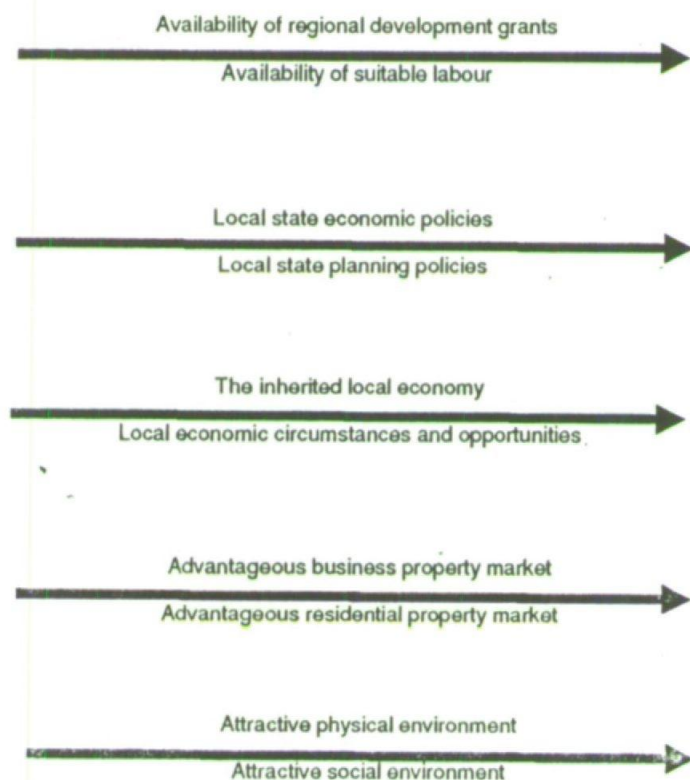 Availability of regional development grants
Availability of suitable labour
Local state economic policies
Local state planning policies
The inherited local economy
Local economic circumstances and opportunities
Advantageous business property market
Advantageous residential property market
Attractive physical environment
Attractive social environment